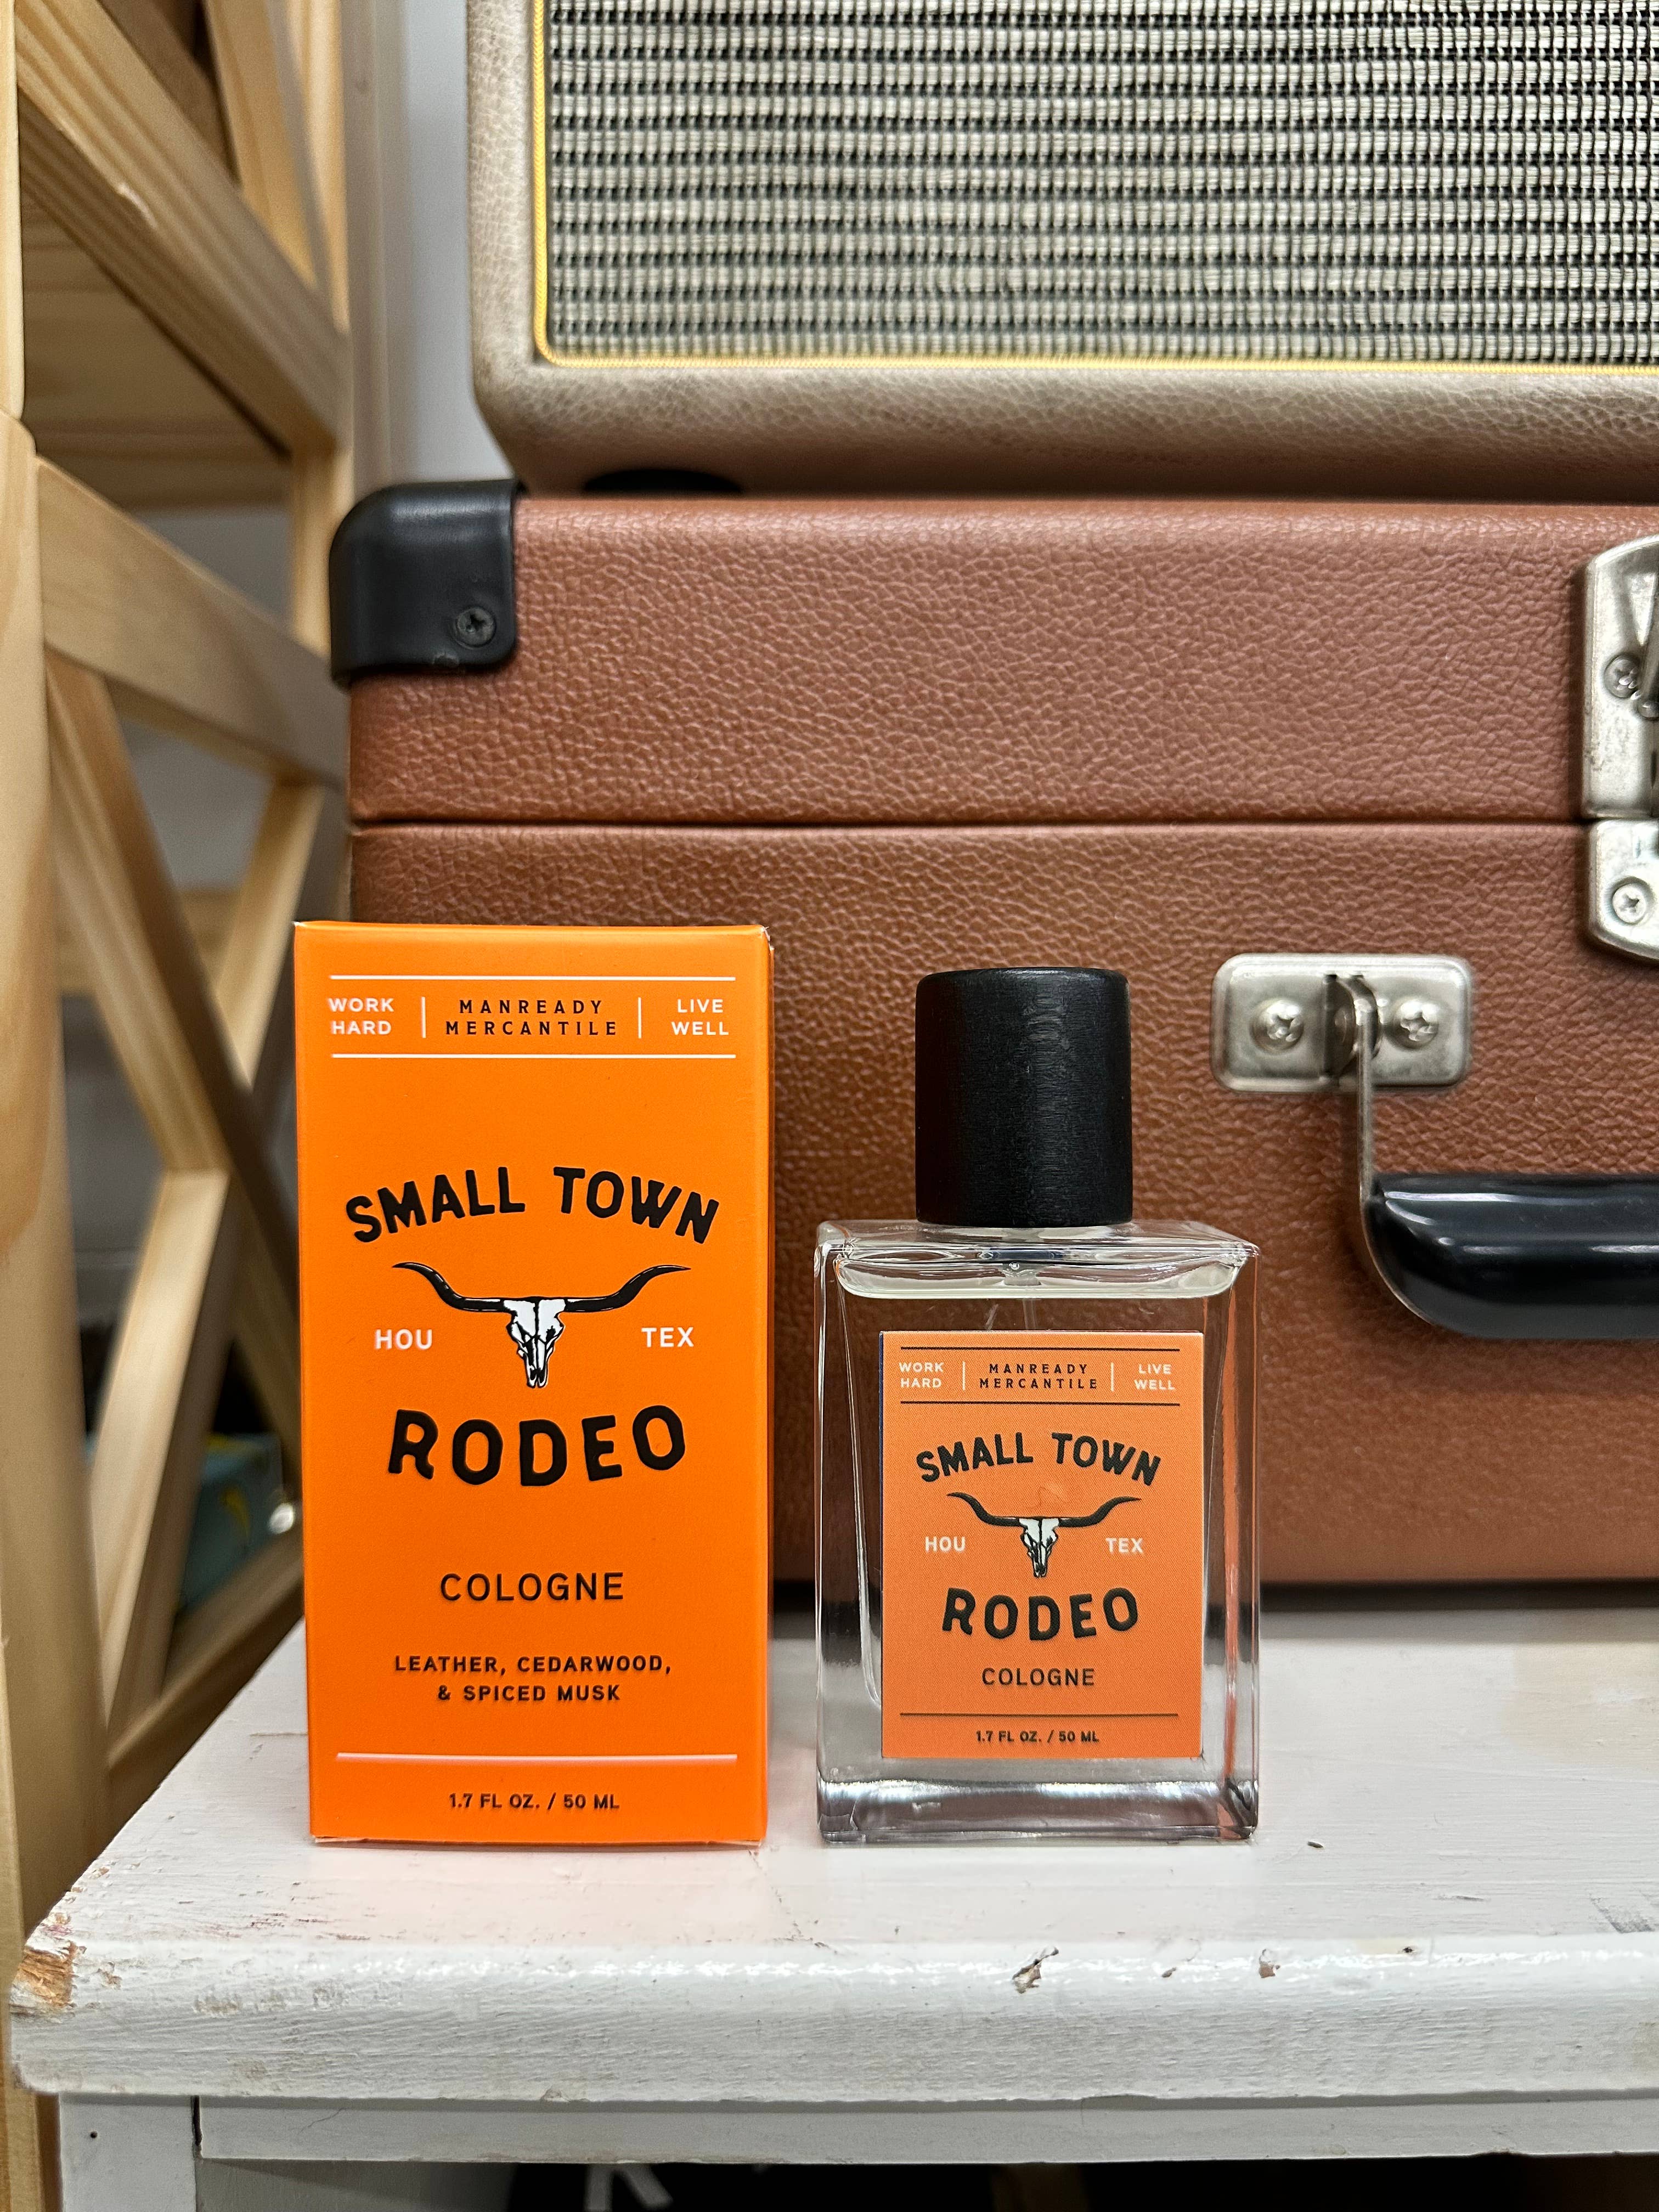 WORK HARD | MANREADY MERCANTILE | LIVE WELL
SMALL TOWN
HOU TEX
RODEO
COLOGNE
LEATHER, CEDARWOOD,
& SPICED MUSK
1.7 FL OZ. / 50 ML
WORK HARD | MANREADY MERCANTILE | LIVE WELL
SMALL TOWN
HOU TEX
RODEO
COLOGNE
1.7 FL OZ. / 50 ML